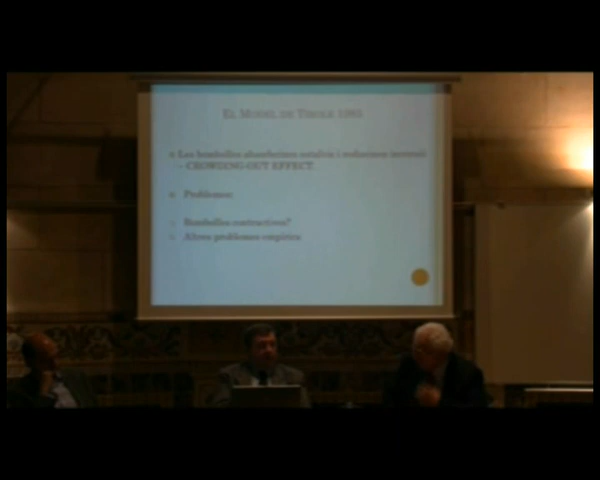 EL MODEL DE TIROLE 1985
Les bombolles absorbeixen estalvis i redueixen inversió
– CROWDING-OUT EFFECT.
Problemes:
Bombolles contractives?
Altres problemes empírics